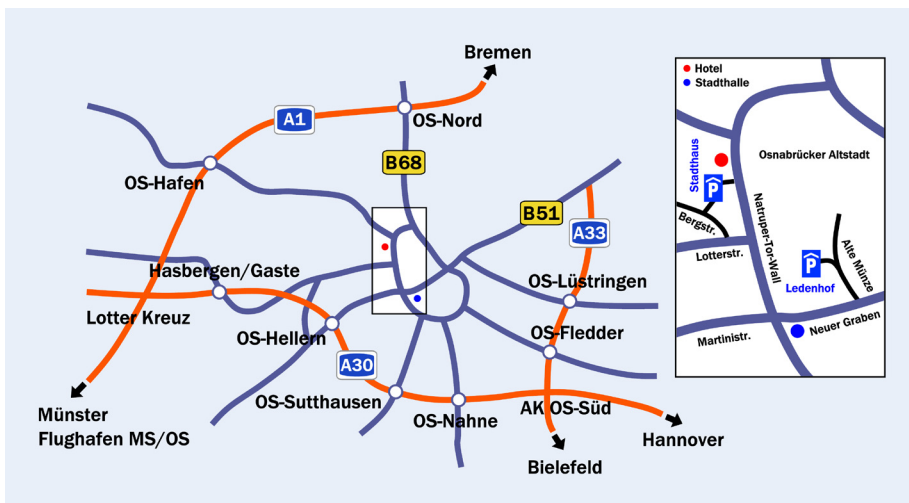 Bremen
A1
OS-Nord
B68
OS-Hafen
B51
A33
Hasbergen/Gaste
OS-Lüstringen
Lotter Kreuz
OS-Hellern
OS-Fledder
A30
OS-Sutthausen
OS-Nahne
AK OS-Süd
Münster
Flughafen MS/OS
Hannover
Bielefeld
Hotel
Stadthalle
Stadthaus
Osnabrücker Altstadt
P
Bergstr.
Natruper-Tor-Wall
Lotterstr.
P
Alte Münze
Ledenhof
Neuer Graben
Martinistr.